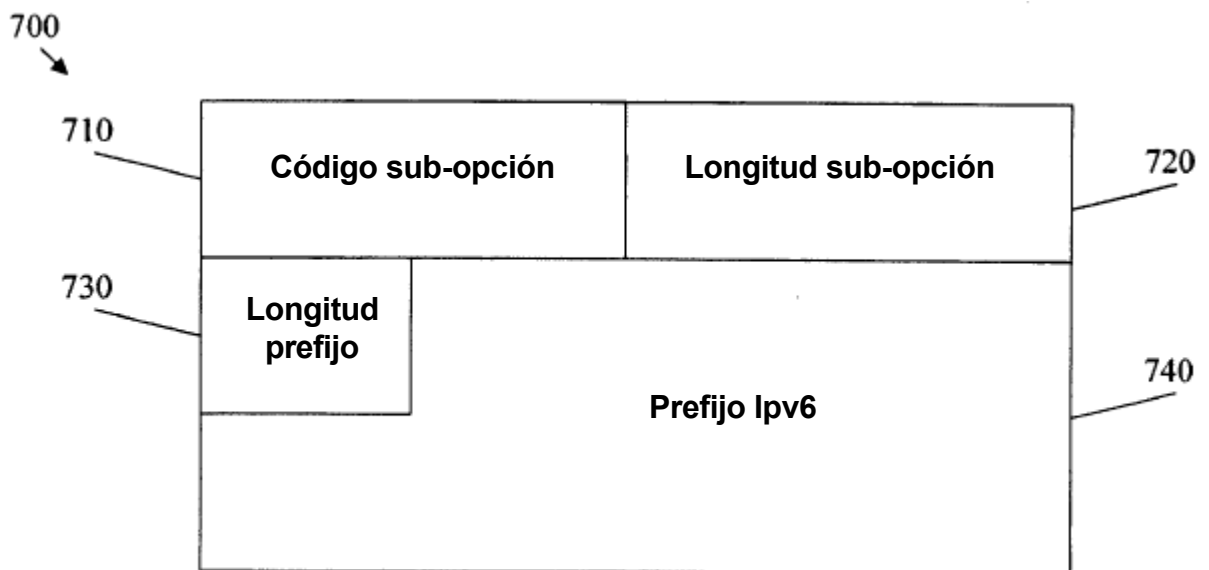 700
710
Código sub-opción
Longitud sub-opción
720
730
Longitud
prefijo
740
Prefijo Ipv6